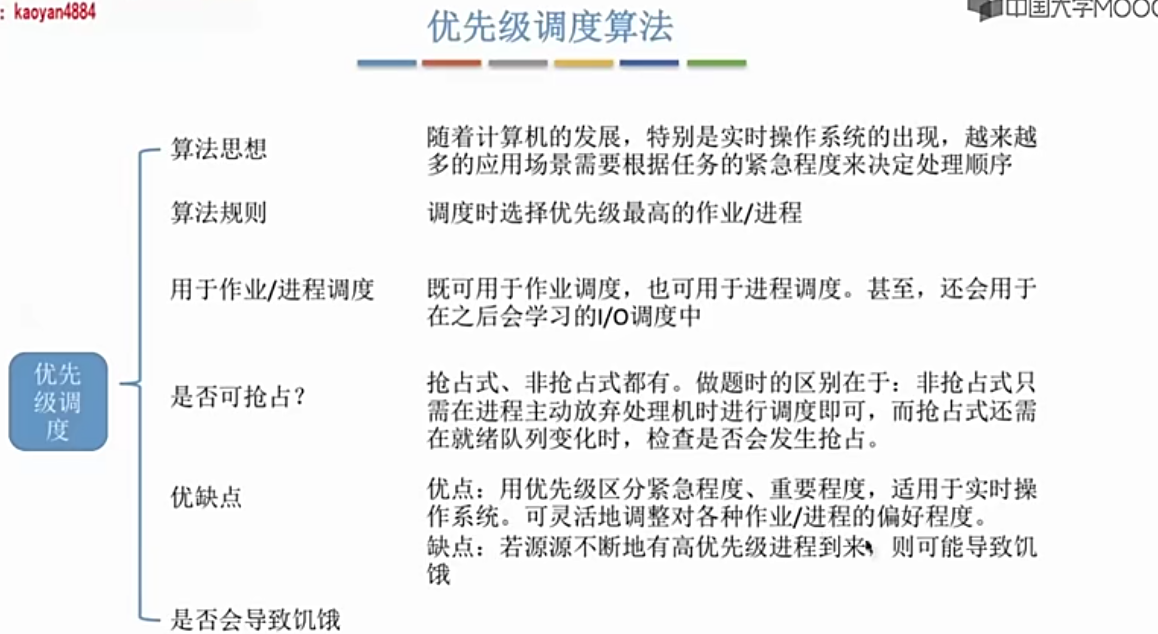 : kaoyan4884
中国大学MOOC
优先级调度算法
算法思想
随着计算机的发展，特别是实时操作系统的出现，越来越
多的应用场景需要根据任务的紧急程度来决定处理顺序
算法规则
调度时选择优先级最高的作业/进程
用于作业/进程调度
既可用于作业调度，也可用于进程调度。甚至，还会用于
在之后会学习的I/O调度中
优先
级调
度
是否可抢占？
抢占式、非抢占式都有。做题时的区别在于：非抢占式只
需在进程主动放弃处理机时进行调度即可，而抢占式还需
在就绪队列变化时，检查是否会发生抢占。
优缺点
优点：用优先级区分紧急程度、重要程度，适用于实时操
作系统。可灵活地调整对各种作业/进程的偏好程度。
缺点：若源源不断地有高优先级进程到来，则可能导致饥
饿
是否会导致饥饿